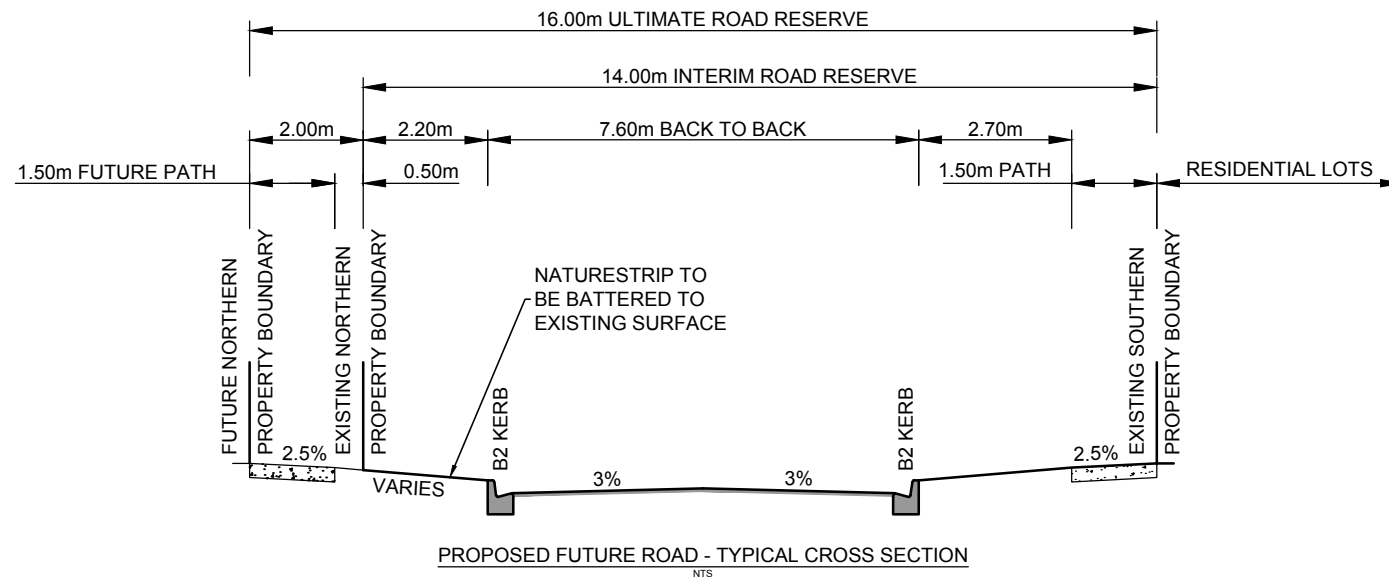 16.00m ULTIMATE ROAD RESERVE
14.00m INTERIM ROAD RESERVE
2.00m
2.20m
7.60m BACK TO BACK
2.70m
1.50m FUTURE PATH
0.50m
1.50m PATH
RESIDENTIAL LOTS
FUTURE NORTHERN
PROPERTY BOUNDARY
EXISTING NORTHERN
PROPERTY BOUNDARY
NATURESTRIP TO
BE BATTERED TO
EXISTING SURFACE
B2 KERB
B2 KERB
EXISTING SOUTHERN
PROPERTY BOUNDARY
2.5%
VARIES
3%
3%
2.5%
PROPOSED FUTURE ROAD - TYPICAL CROSS SECTION
NTS